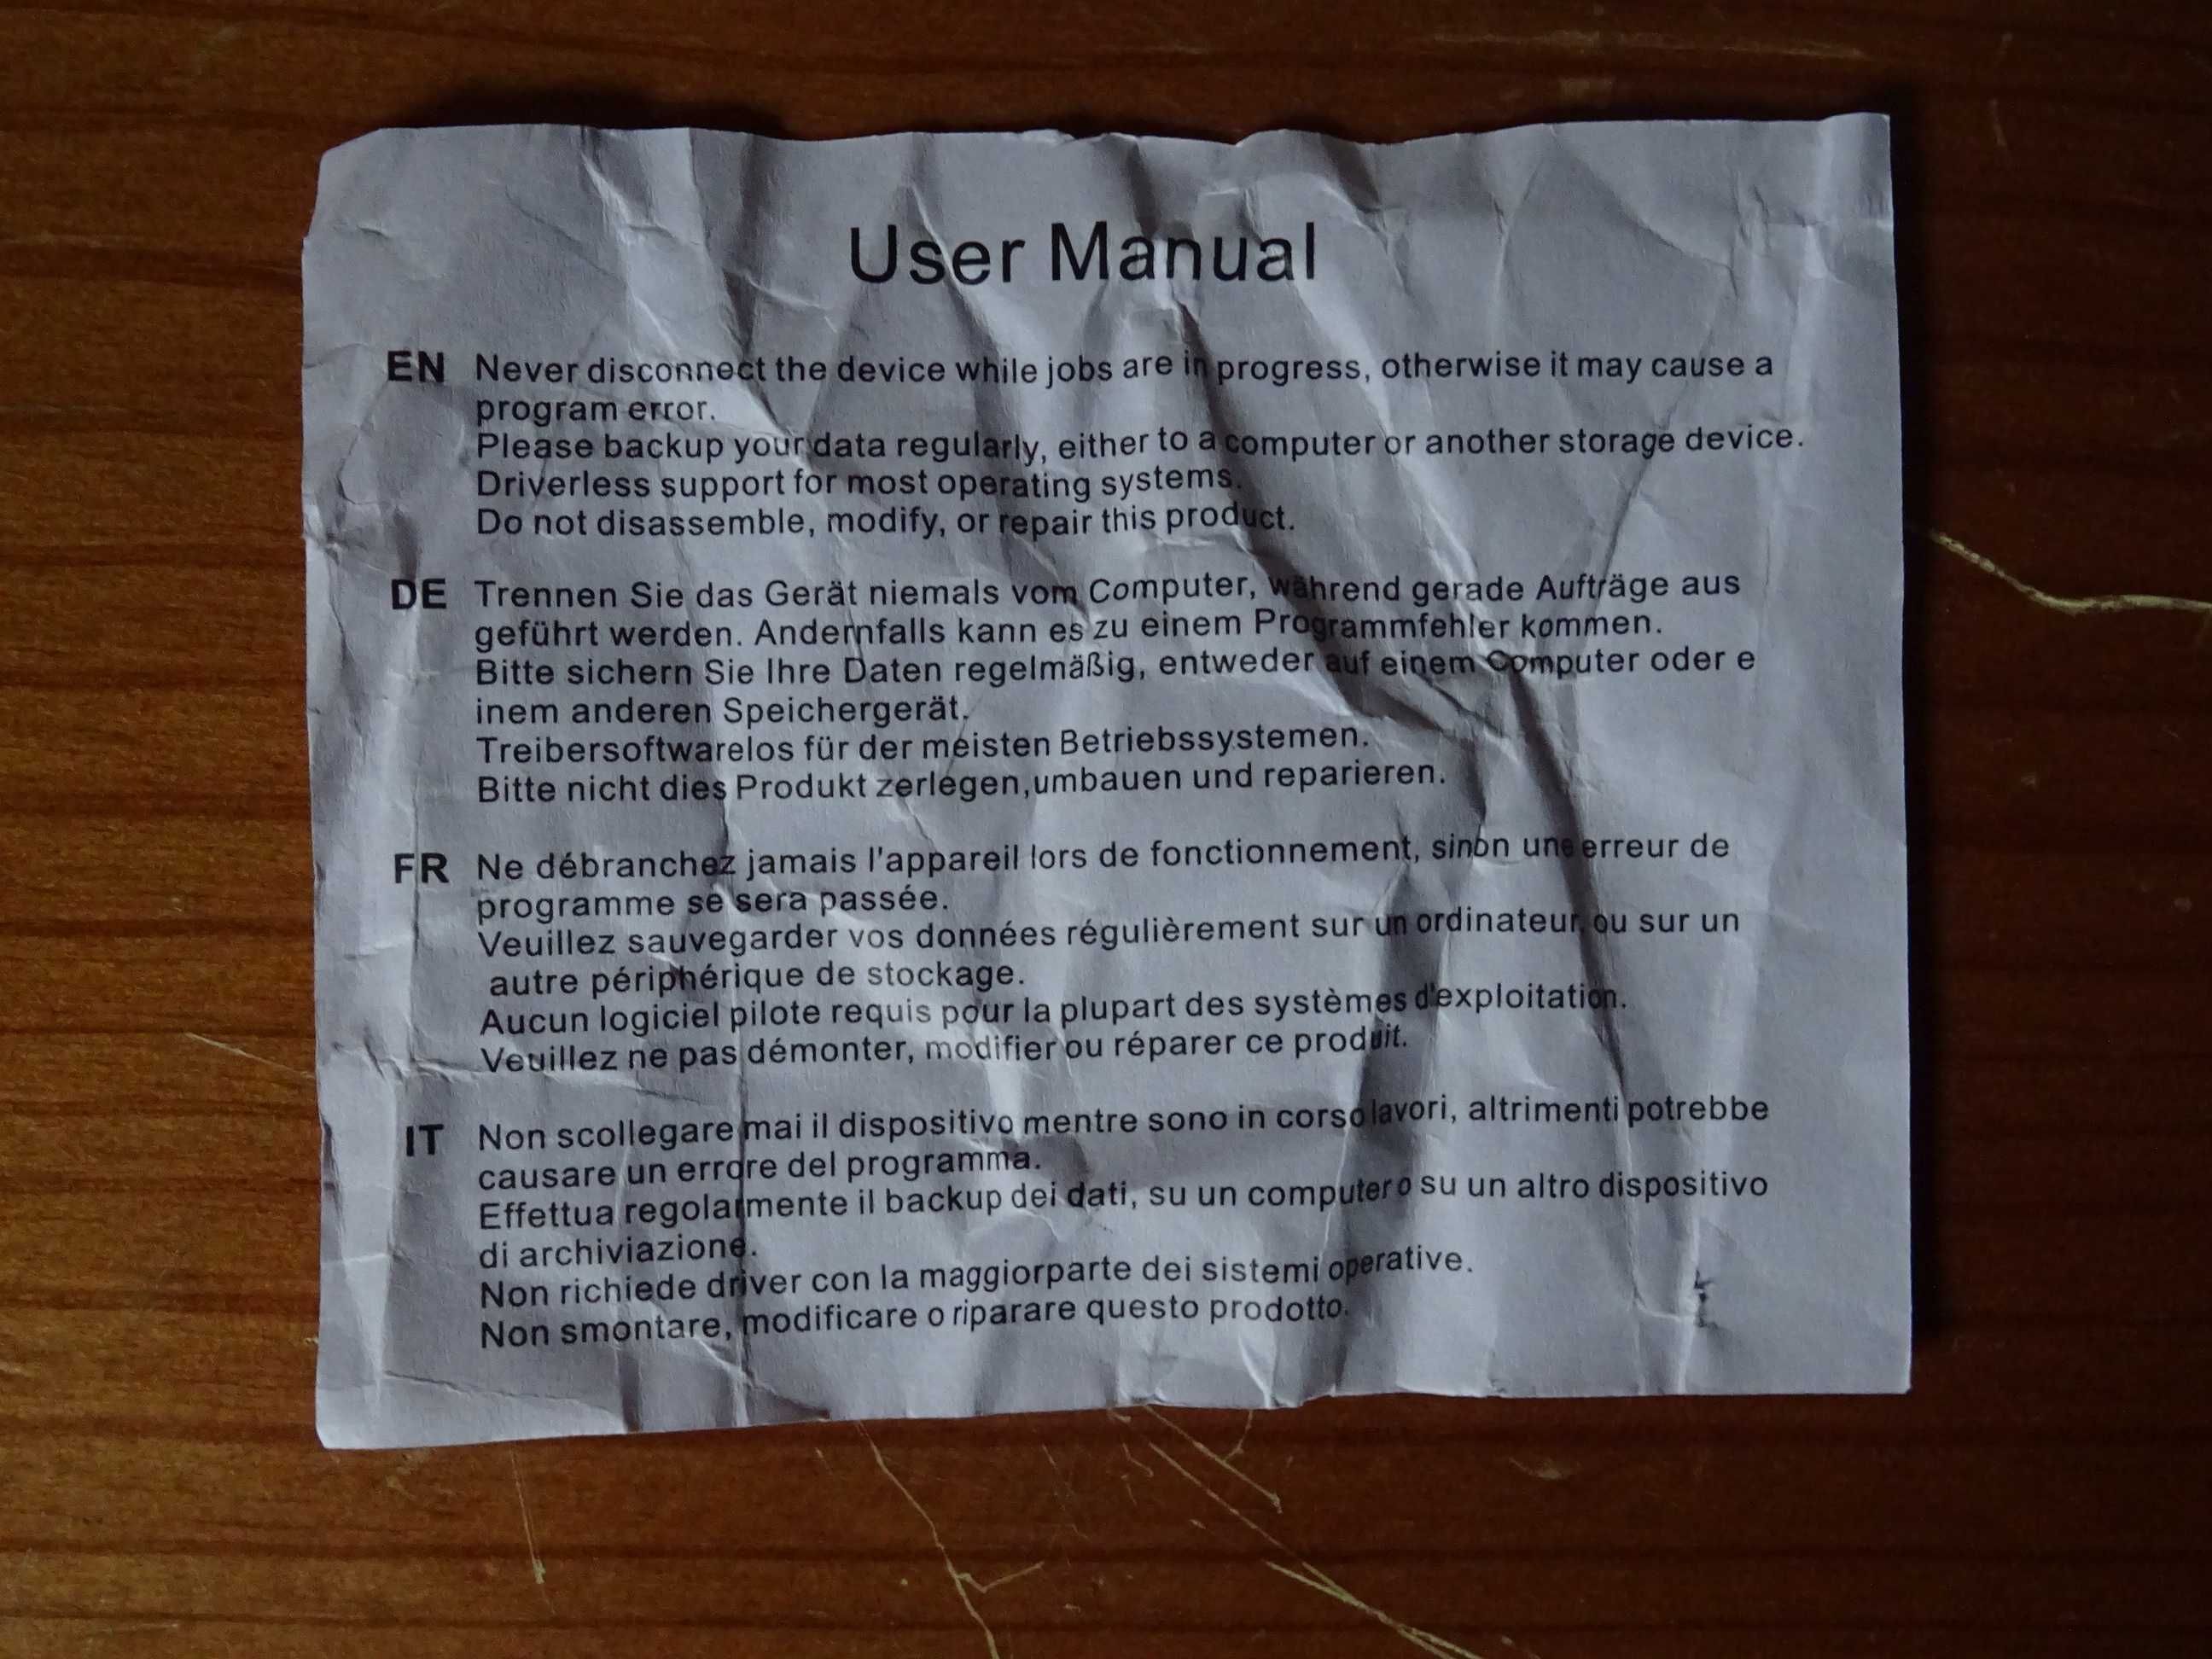 User Manual
EN Never disconnect the device while jobs are in progress, otherwise it may cause a
program error.
Please backup your data regularly, either to a computer or another storage device.
Driverless support for most operating systems.
Do not disassemble, modify, or repair this product.
DE Trennen Sie das Gerät niemals vom Computer, während gerade Aufträge aus
geführt werden. Andernfalls kann es zu einem Programmfehler kommen.
Bitte sichern Sie Ihre Daten regelmäßig, entweder auf einem Computer oder e
inem anderen Speichergerät.
Treibersoftwarelos für der meisten Betriebssystemen.
Bitte nicht dies Produkt zerlegen,umbauen und reparieren.
FR Ne débranchez jamais l'appareil lors de fonctionnement, sinon une erreur de
programme se sera passée.
Veuillez sauvegarder vos données régulièrement sur un ordinateur ou sur un
autre périphérique de stockage.
Aucun logiciel pilote requis pour la plupart des systèmes d'exploitation.
Veuillez ne pas démonter, modifier ou réparer ce produit.
IT Non scollegare mai il dispositivo mentre sono in corso lavori, altrimenti potrebbe
causare un errore del programma.
Effettua regolarmente il backup dei dati, su un computer o su un altro dispositivo
di archiviazione.
Non richiede driver con la maggiorparte dei sistemi operative.
Non smontare, modificare o riparare questo prodotto.